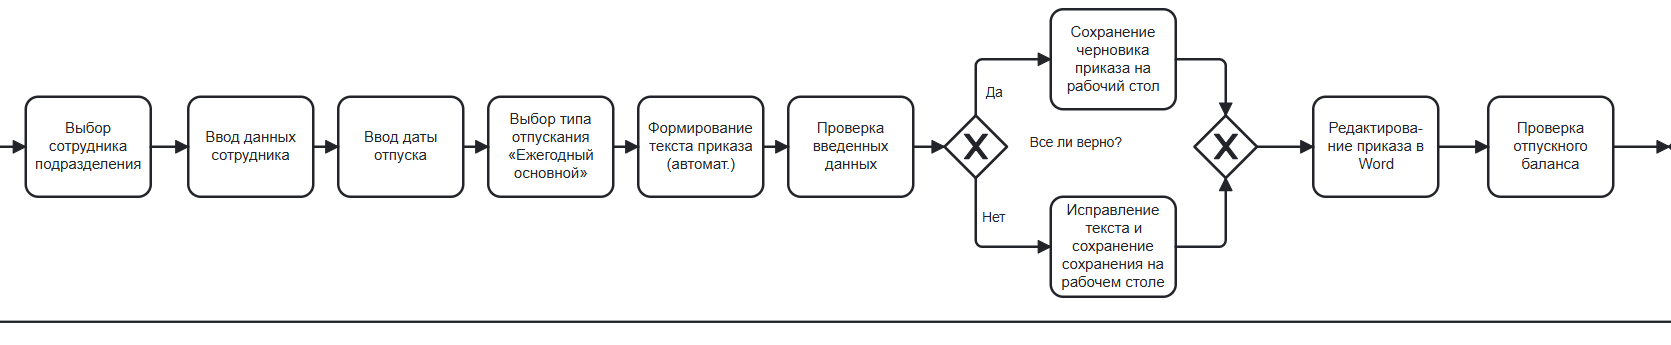 Выбор
сотрудника
подразделения
Ввод данных
сотрудника
Ввод даты
отпуска
Выбор типа
отпускания
«Ежегодный
основной»
Формирование
текста приказа
(автомат.)
Проверка
введенных
данных
X
Да
Нет
Все ли верно?
Сохранение
черновика
приказа на
рабочий стол
Исправление
текста и
сохранение
сохранения на
рабочем столе
X
Редактирова-
ние приказа в
Word
Проверка
отпускного
баланса